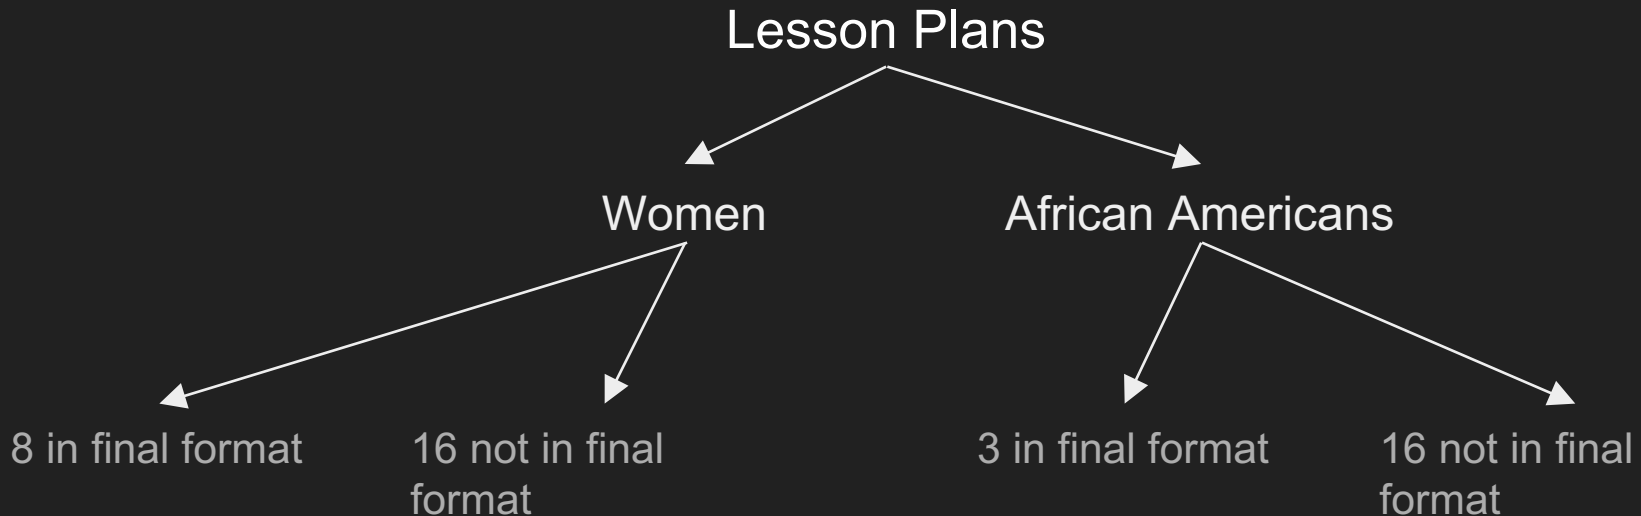 Lesson Plans
Women
African Americans
8 in final format
16 not in final
format
3 in final format
16 not in final
format